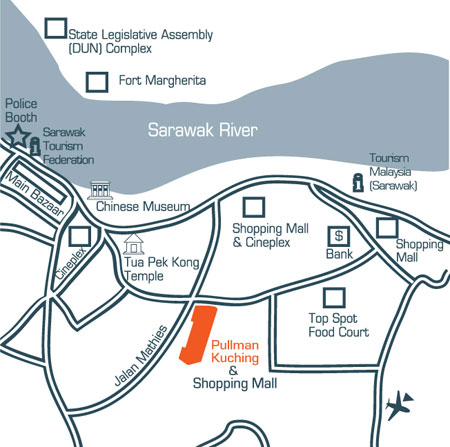 State Legislative Assembly
(DUN) Complex
Fort Margherita
Police
Booth
Sarawak River
Sarawak
Tourism
Federation
Tourism
Malaysia
(Sarawak)
Main Bazaar
Chinese Museum
Shopping Mall
& Cineplex
$
Bank
Shopping
Mall
Cineplex
Tua Pek Kong
Temple
Top Spot
Food Court
Jalan Mathies
Pullman
Kuching
&
Shopping Mall